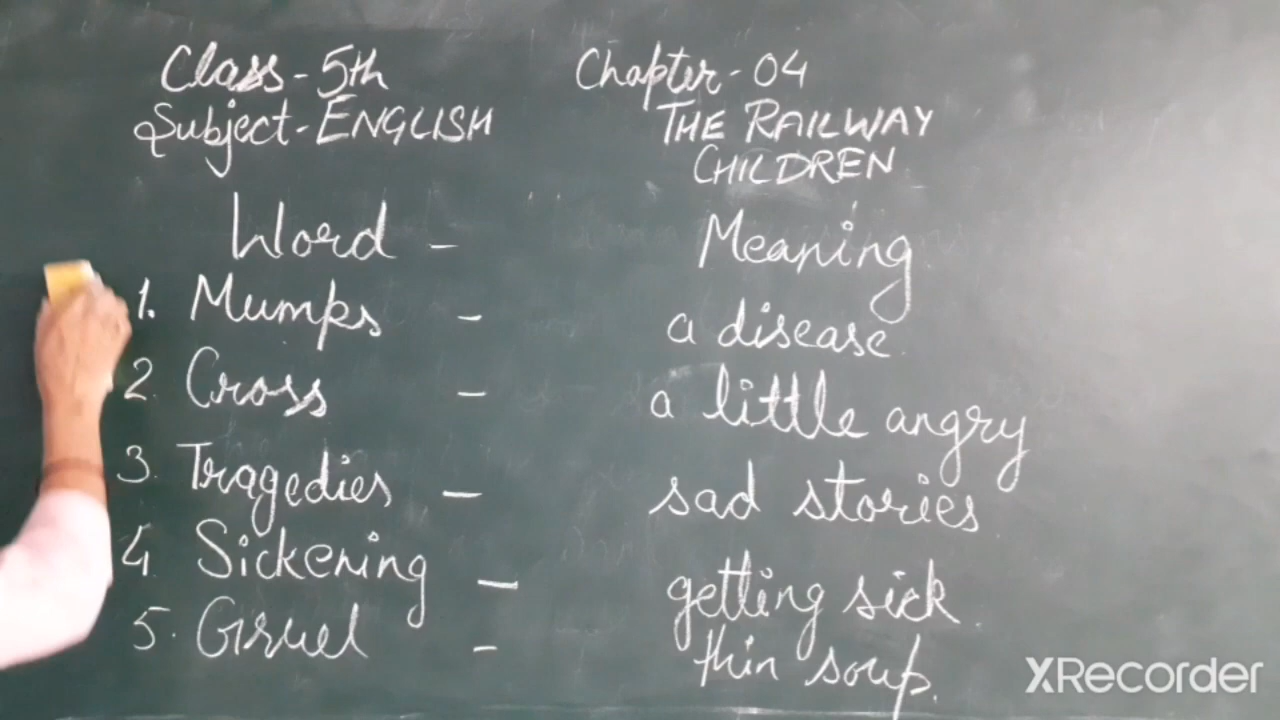 Class - 5th Chapter - 04
Subject - ENGLISH THE RAILWAY
CHILDREN
Word - Meaning
1. Mumps - a disease
2. Cross - a little angry
3. Tragedies - sad stories
4 Sickening - getting sick.
5. Gruel - thin soup.
XRecorder